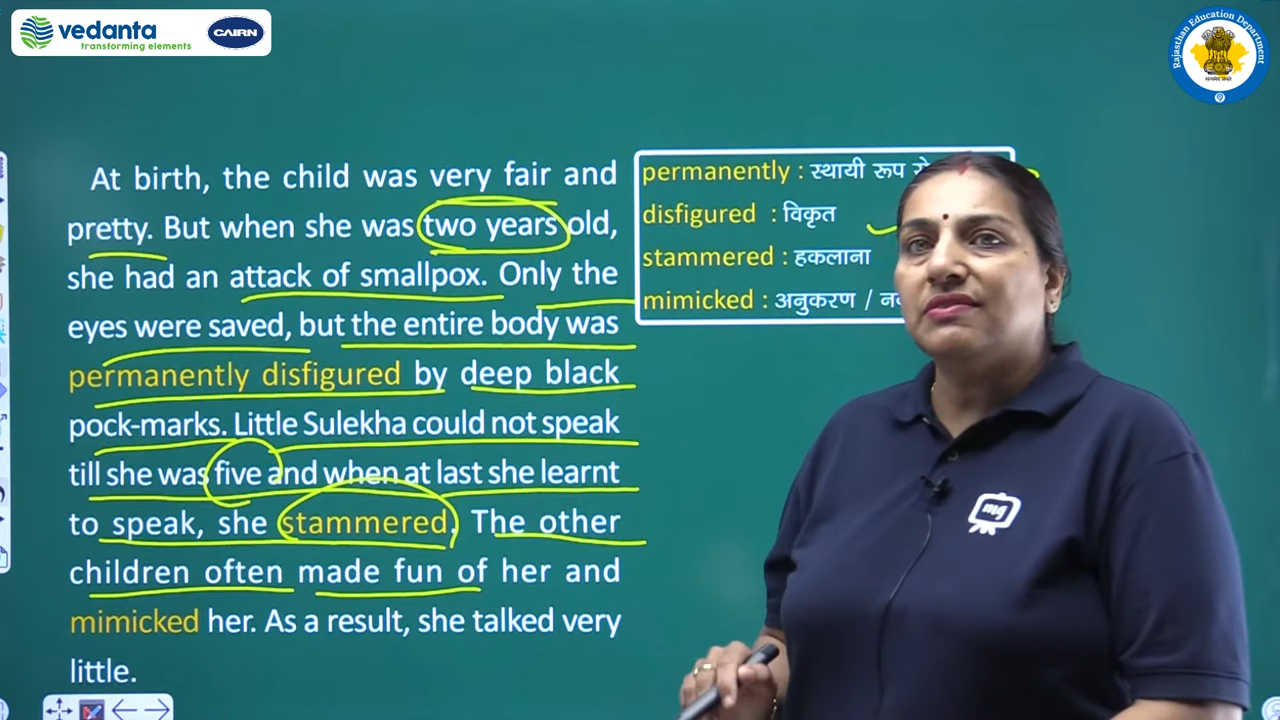 vedanta
transforming elements
CAIRN
Rajasthan Education Department
At birth, the child was very fair and
pretty. But when she was two years old,
she had an attack of smallpox. Only the
eyes were saved, but the entire body was
permanently disfigured by deep black
pock-marks. Little Sulekha could not speak
till she was five and when at last she learnt
to speak, she stammered. The other
children often made fun of her and
mimicked her. As a result, she talked very
little.
permanently : स्थायी रूप
disfigured : विकृत
stammered : हकलाना
mimicked : अनुकरण /
mg